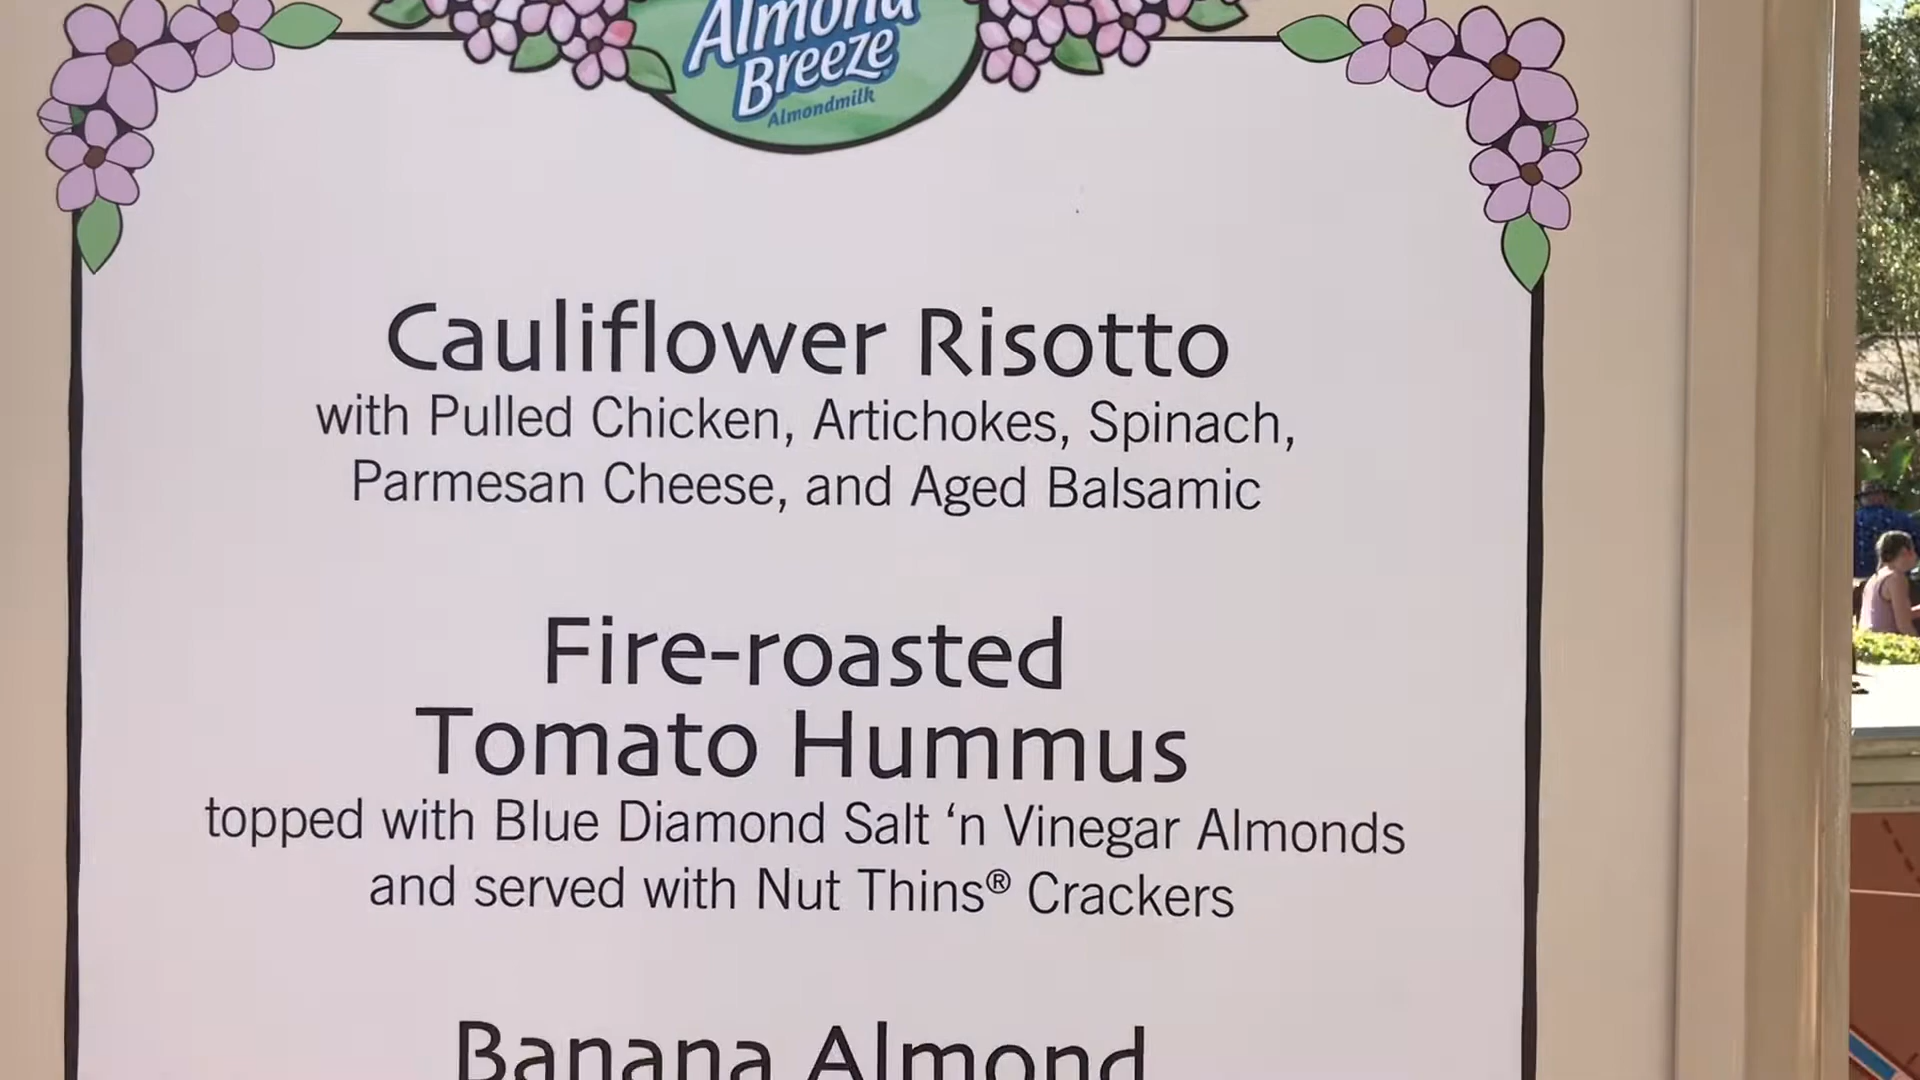 Almond
Breeze
Almondmilk
Cauliflower Risotto
with Pulled Chicken, Artichokes, Spinach,
Parmesan Cheese, and Aged Balsamic
Fire-roasted
Tomato Hummus
topped with Blue Diamond Salt ‘n Vinegar Almonds
and served with Nut Thins® Crackers
Banana Almond